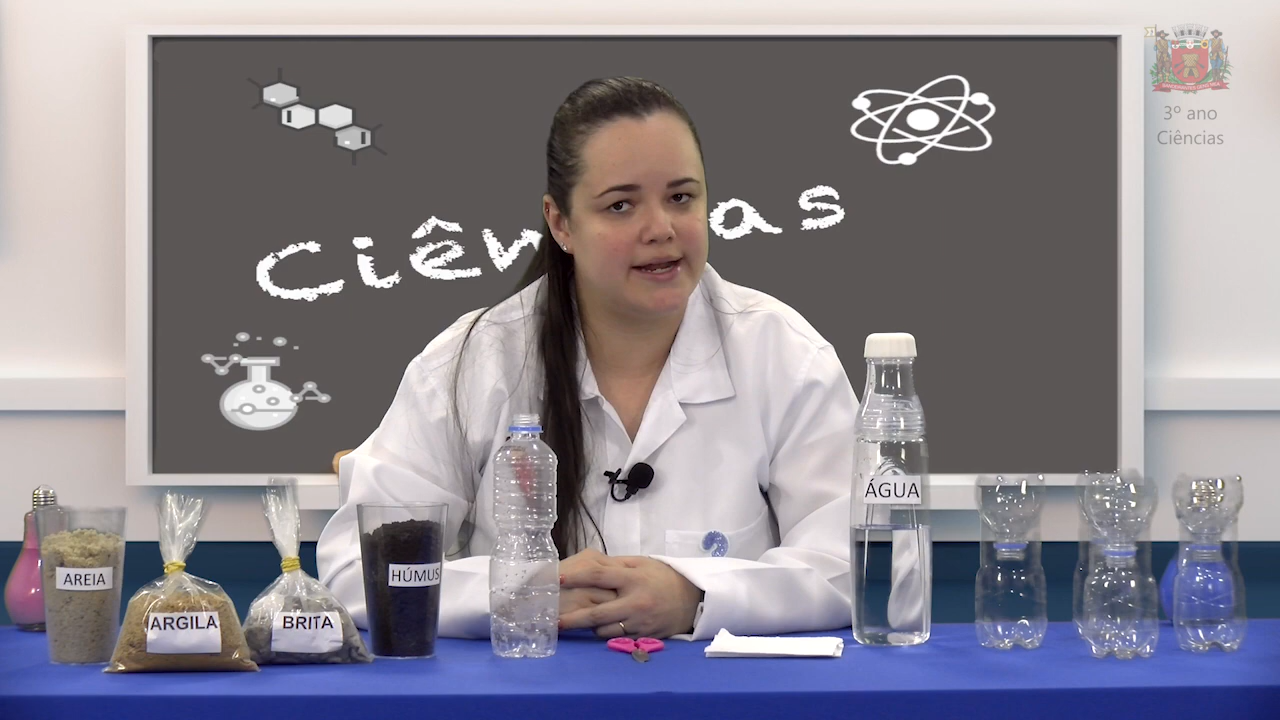 3º ano
Ciências
Ciên as
ÁGUA
AREIA
ARGILA
BRITA
HÚMUS